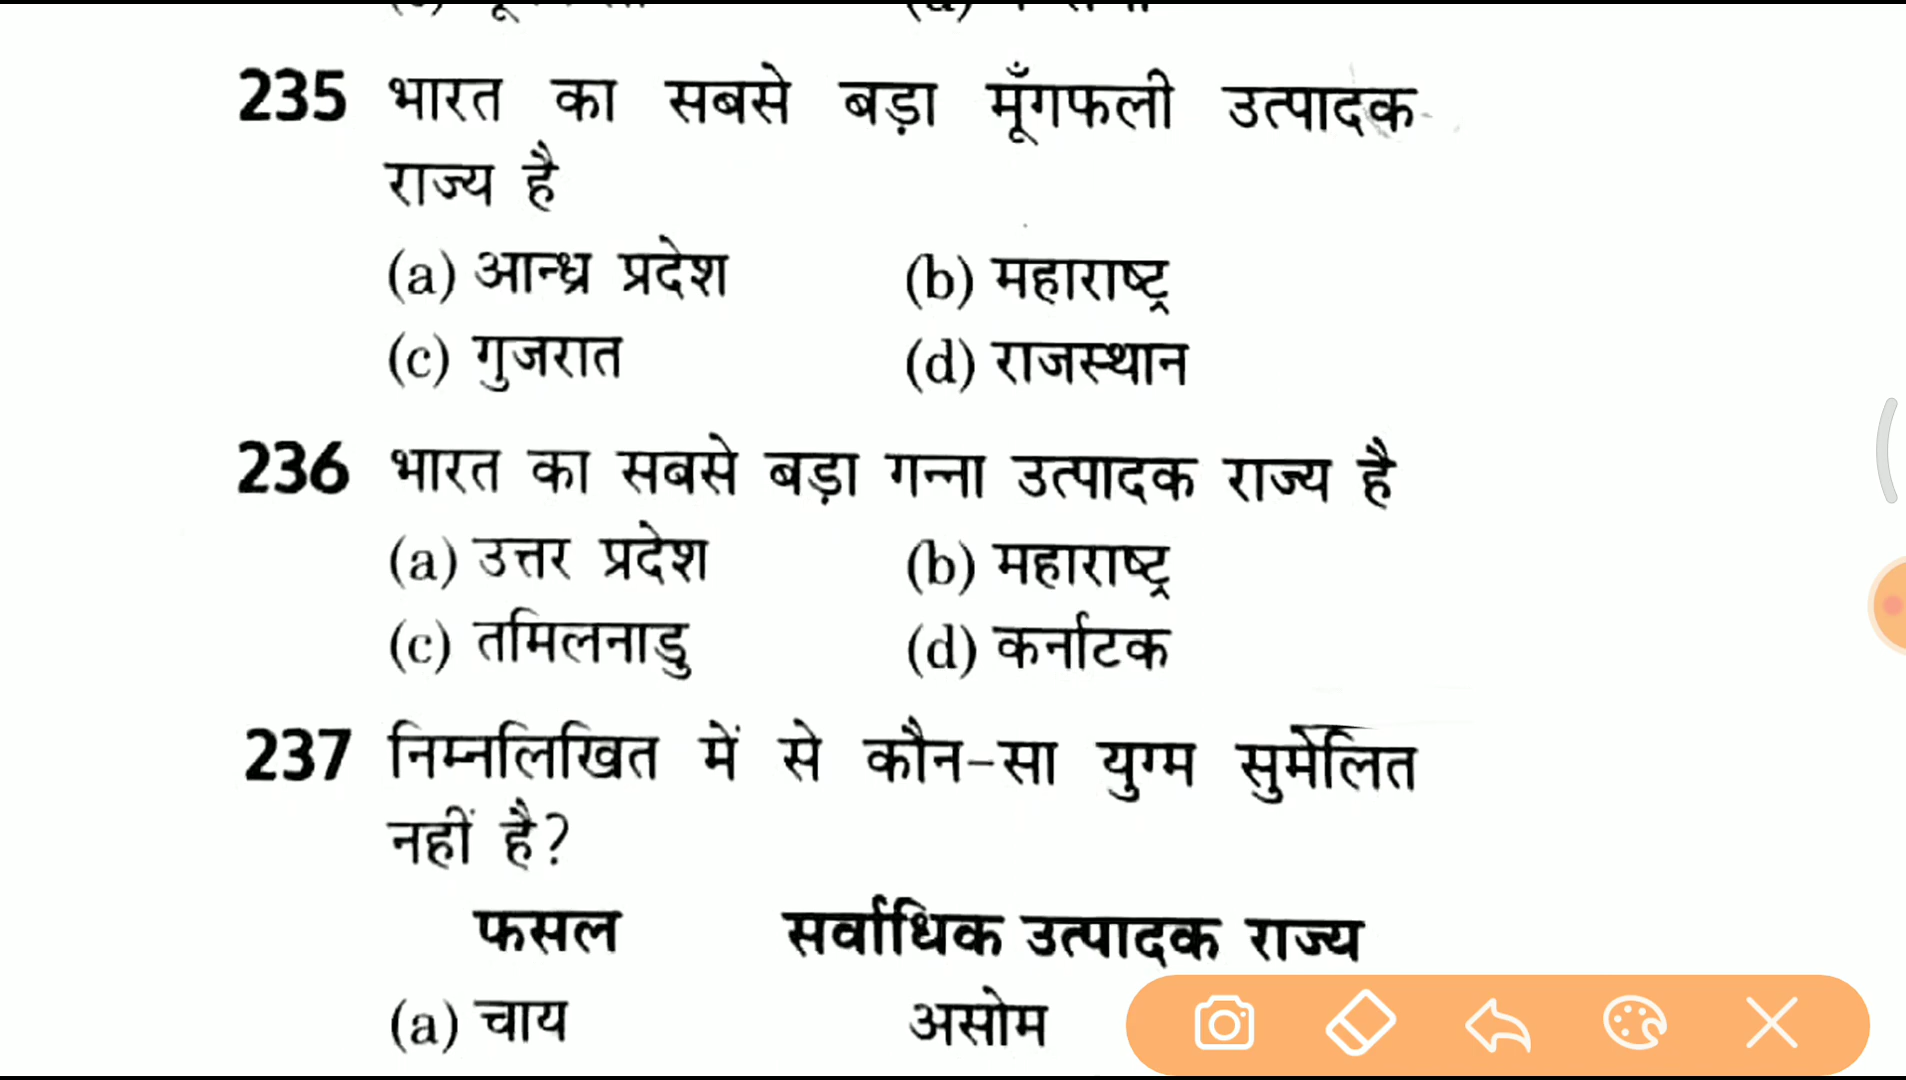 235 भारत का सबसे बड़ा मूँगफली उत्पादक
राज्य है
(a) आन्ध्र प्रदेश (b) महाराष्ट्र
(c) गुजरात (d) राजस्थान
236 भारत का सबसे बड़ा गन्ना उत्पादक राज्य है
(a) उत्तर प्रदेश (b) महाराष्ट्र
(c) तमिलनाडु (d) कर्नाटक
237 निम्नलिखित में से कौन-सा युग्म सुमेलित
नहीं है?
फसल सर्वाधिक उत्पादक राज्य
(a) चाय असोम